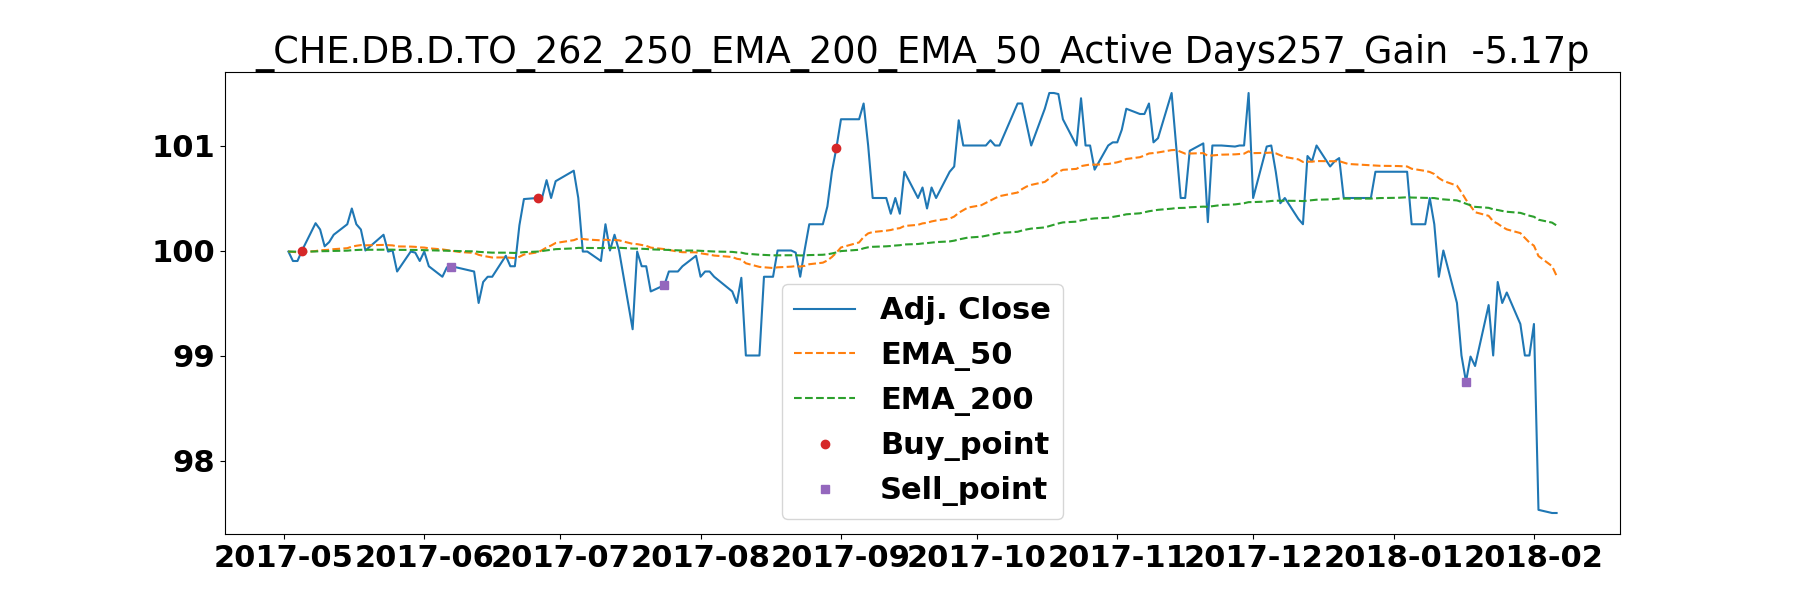 _CHE.DB.D.TO_262_250_EMA_200_EMA_50_Active Days257_Gain  -5.17p
101
100
99
98
Adj. Close
EMA_50
EMA_200
Buy_point
Sell_point
2017-05 2017-06 2017-07 2017-08 2017-09 2017-10 2017-11 2017-12 2018-01 2018-02